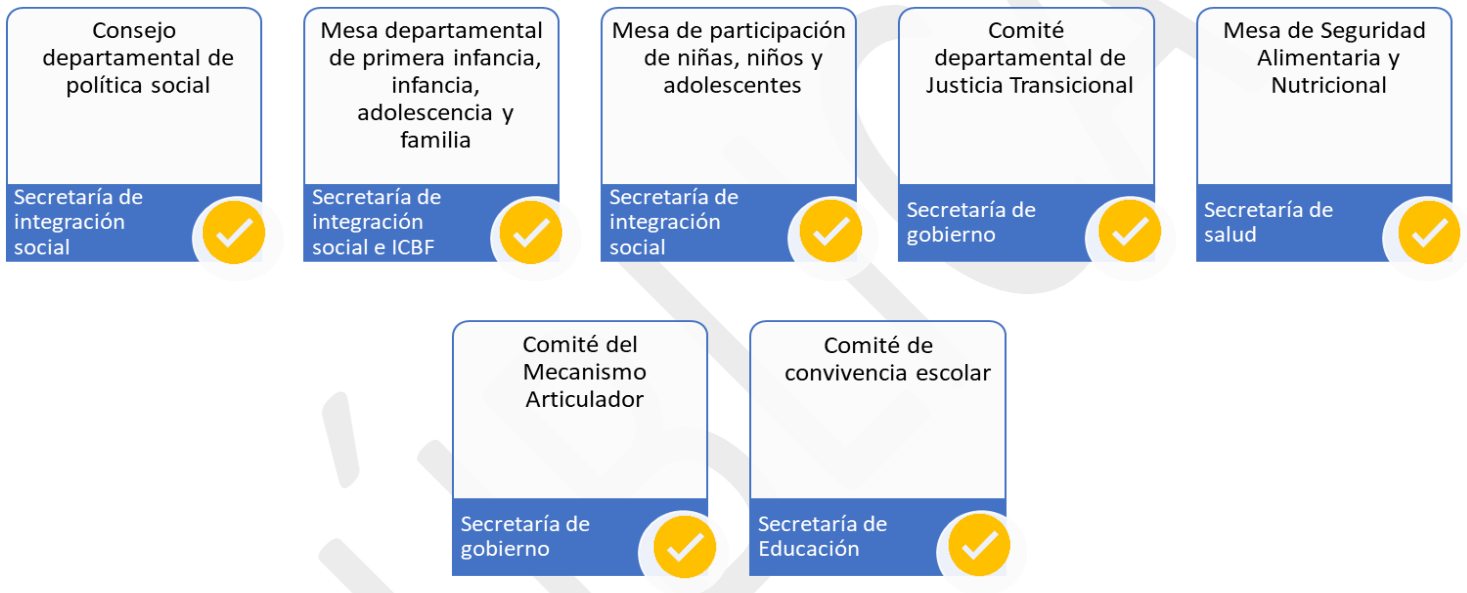 Consejo
departamental de
política social
Secretaría de
integración
social
Mesa departamental
de primera infancia,
infancia,
adolescencia y
familia
Secretaría de
integración
social e ICBF
Mesa de participación
de niñas, niños y
adolescentes
Secretaría de
integración
social
Comité
departamental de
Justicia Transicional
Secretaría de
gobierno
Mesa de Seguridad
Alimentaria y
Nutricional
Secretaría de
salud
Comité del
Mecanismo
Articulador
Secretaría de
gobierno
Comité de
convivencia escolar
Secretaría de
Educación